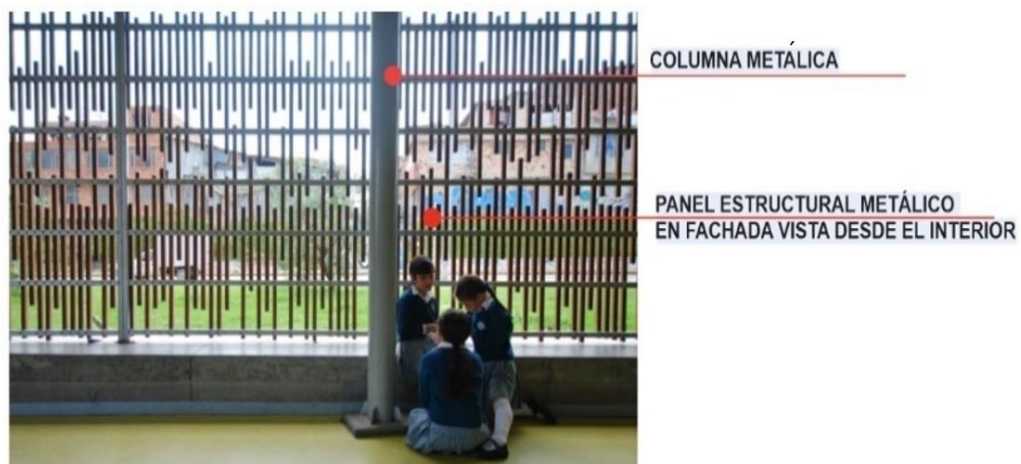 COLUMNA METÁLICA
PANEL ESTRUCTURAL METÁLICO
EN FACHADA VISTA DESDE EL INTERIOR